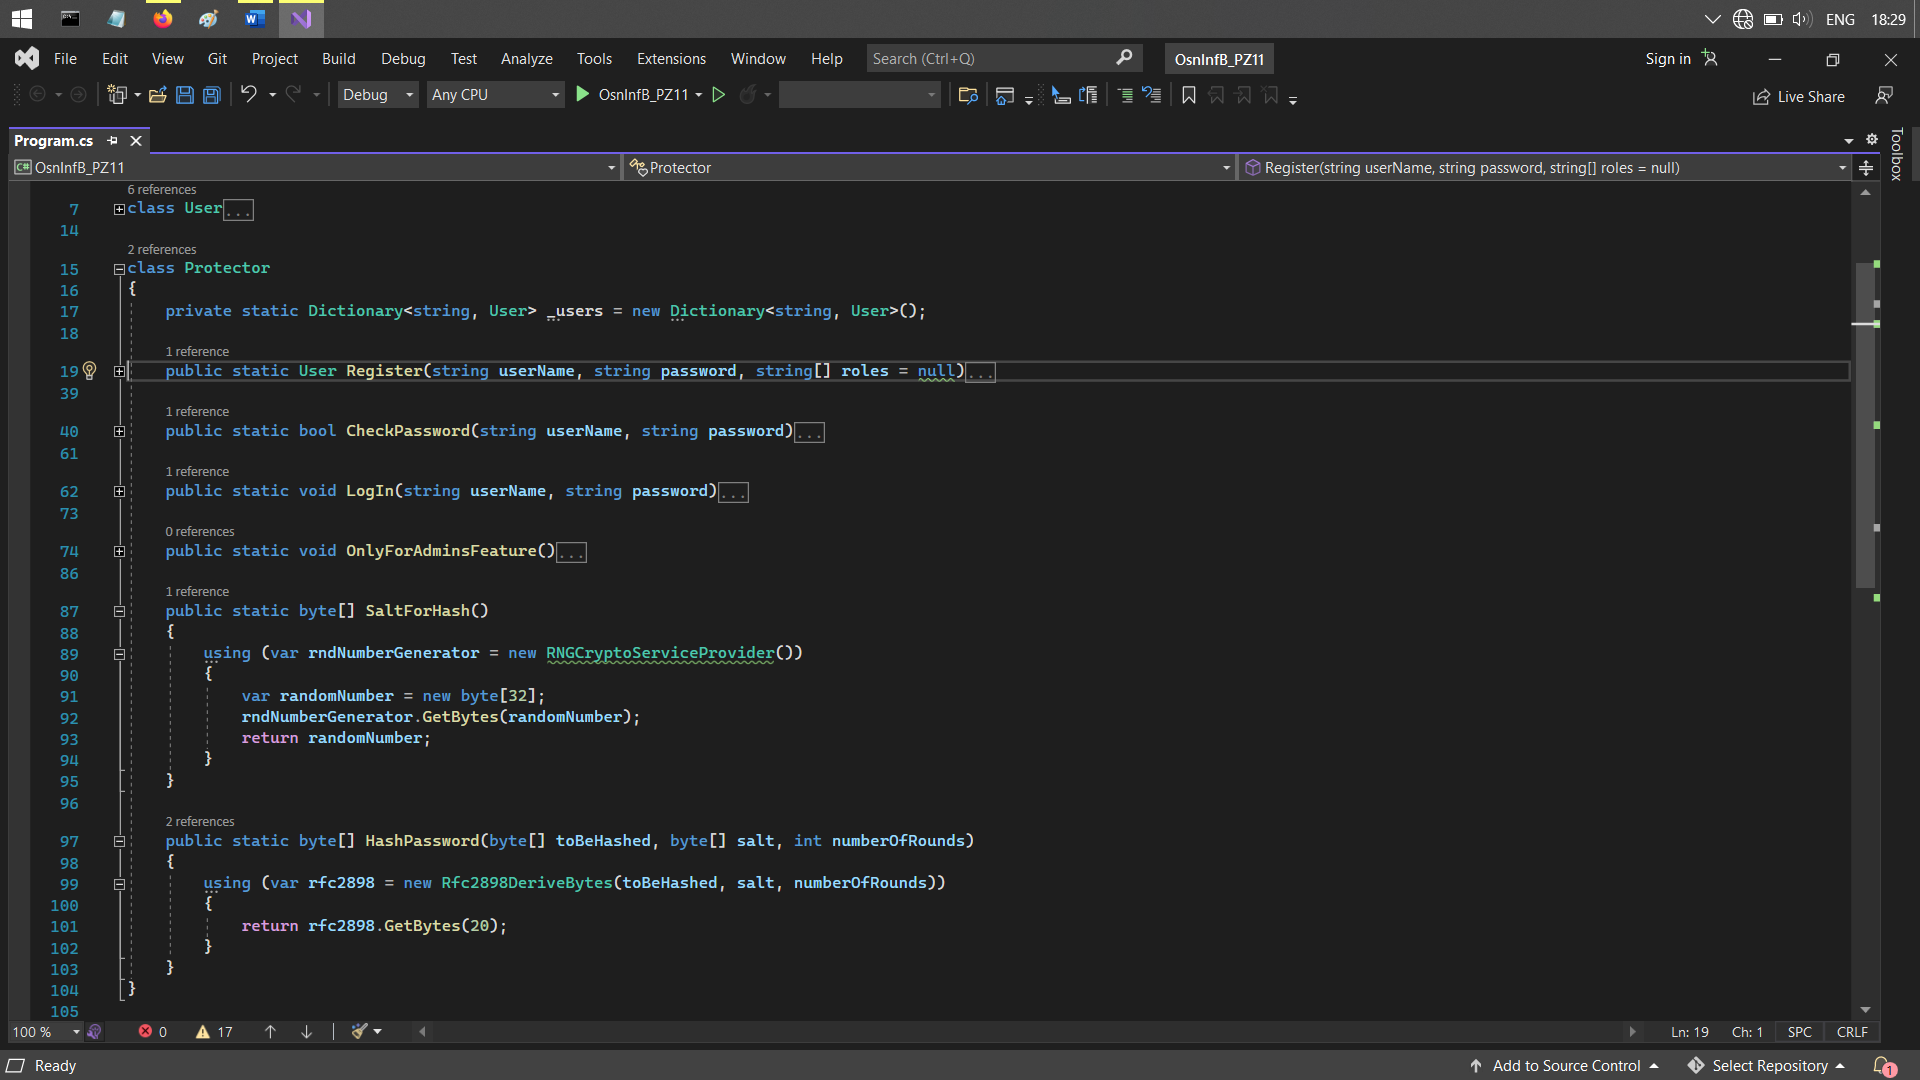 ENG 18:29
File Edit View Git Project Build Debug Test Analyze Tools Extensions Window Help Search (Ctrl+Q) OsnInfB_PZ11 Sign in
Debug Any CPU OsnInfB_PZ11 Live Share
Program.cs
Toolbox
C# OsnInfB_PZ11 Protector Register(string userName, string password, string[] roles = null)
6 references
7 class User...
14
2 references
15 class Protector
16 {
17 private static Dictionary<string, User> _users = new Dictionary<string, User>();
18
1 reference
19 public static User Register(string userName, string password, string[] roles = null)...
39
1 reference
40 public static bool CheckPassword(string userName, string password)...
61
1 reference
62 public static void LogIn(string userName, string password)...
73
0 references
74 public static void OnlyForAdminsFeature()...
86
1 reference
87 public static byte[] SaltForHash()
88 {
89 using (var rndNumberGenerator = new RNGCryptoServiceProvider())
90 {
91 var randomNumber = new byte[32];
92 rndNumberGenerator.GetBytes(randomNumber);
93 return randomNumber;
94 }
95 }
96
2 references
97 public static byte[] HashPassword(byte[] toBeHashed, byte[] salt, int numberOfRounds)
98 {
99 using (var rfc2898 = new Rfc2898DeriveBytes(toBeHashed, salt, numberOfRounds))
100 {
101 return rfc2898.GetBytes(20);
102 }
103 }
104 }
105
100 % 0 17 Ln: 19 Ch: 1 SPC CRLF
Ready Add to Source Control Select Repository 1